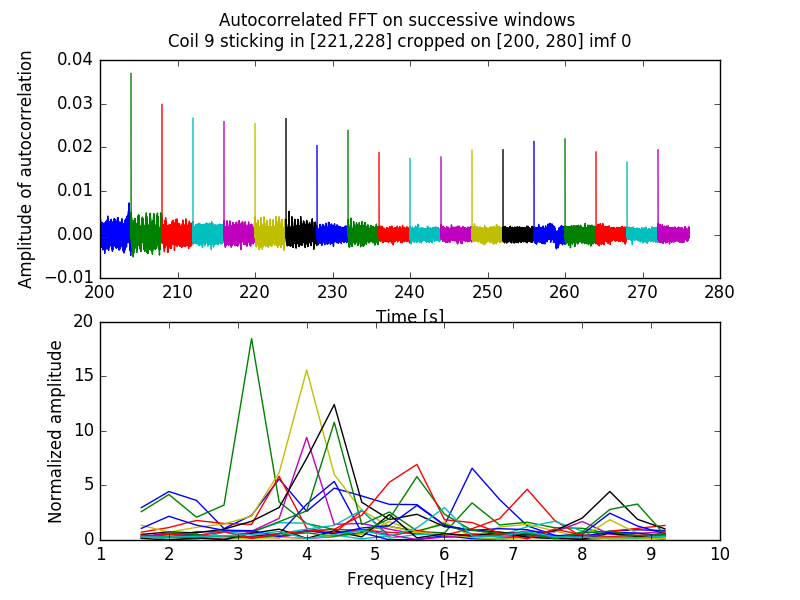 Autocorrelated FFT on successive windows
Coil 9 sticking in [221,228] cropped on [200, 280] imf 0
Amplitude of autocorrelation
0.04
0.03
0.02
0.01
0.00
−0.01
200 210 220 230 240 250 260 270 280
Time [s]
Normalized amplitude
20
15
10
5
0
1 2 3 4 5 6 7 8 9 10
Frequency [Hz]